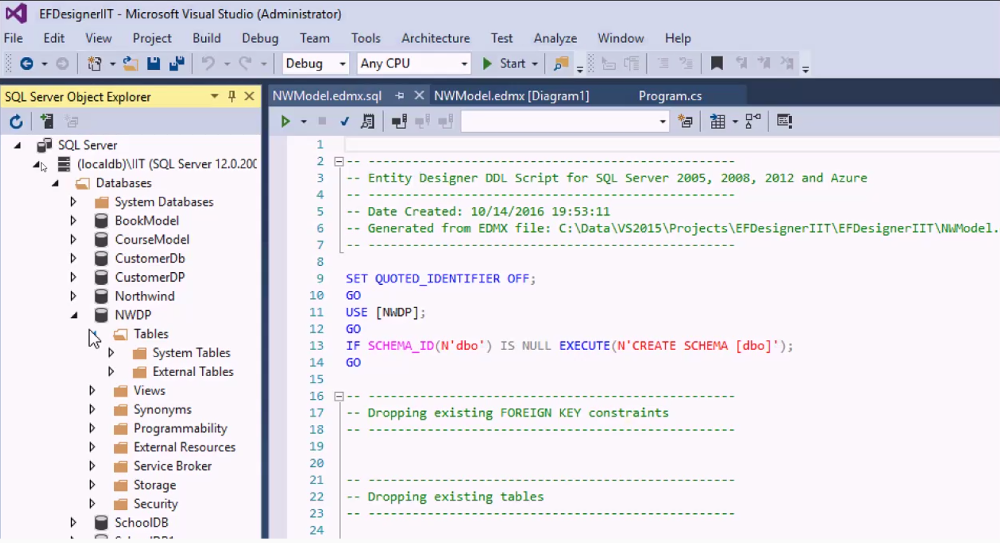 EFDesignerIIT - Microsoft Visual Studio (Administrator)
File Edit View Project Build Debug Team Tools Architecture Test Analyze Window Help
Debug Any CPU Start
SQL Server Object Explorer
NWModel.edmx.sql NWModel.edmx [Diagram1] Program.cs
SQL Server
(localdb)\IIT (SQL Server 12.0.200
Databases
System Databases
BookModel
CourseModel
CustomerDb
CustomerDP
Northwind
NWDP
Tables
System Tables
External Tables
Views
Synonyms
Programmability
External Resources
Service Broker
Storage
Security
SchoolDB
1
2 -- --------------------------------------------------
3 -- Entity Designer DDL Script for SQL Server 2005, 2008, 2012 and Azure
4 -- --------------------------------------------------
5 -- Date Created: 10/14/2016 19:53:11
6 -- Generated from EDMX file: C:\Data\VS2015\Projects\EFDesignerIIT\EFDesignerIIT\NWModel.
7 -- --------------------------------------------------
8
9 SET QUOTED_IDENTIFIER OFF;
10 GO
11 USE [NWDP];
12 GO
13 IF SCHEMA_ID(N'dbo') IS NULL EXECUTE(N'CREATE SCHEMA [dbo]');
14 GO
15
16 -- --------------------------------------------------
17 -- Dropping existing FOREIGN KEY constraints
18 -- --------------------------------------------------
19
20
21 -- --------------------------------------------------
22 -- Dropping existing tables
23 -- --------------------------------------------------
24